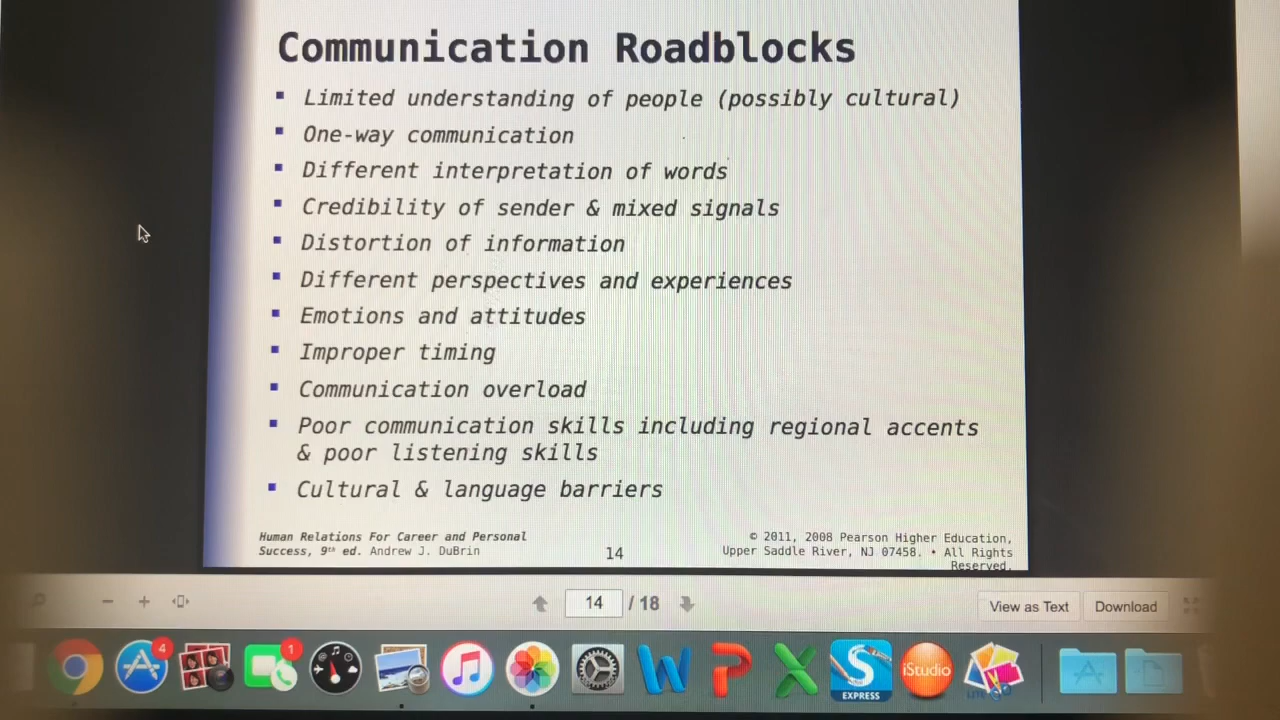 Communication Roadblocks
Limited understanding of people (possibly cultural)
One-way communication
Different interpretation of words
Credibility of sender & mixed signals
Distortion of information
Different perspectives and experiences
Emotions and attitudes
Improper timing
Communication overload
Poor communication skills including regional accents
& poor listening skills
Cultural & language barriers
Human Relations For Career and Personal
Success, 9th ed. Andrew J. DuBrin
14
© 2011, 2008 Pearson Higher Education,
Upper Saddle River, NJ 07458. • All Rights
Reserved.
14 / 18
View as Text
Download
4
1
W
P
X
S
EXPRESS
iStudio